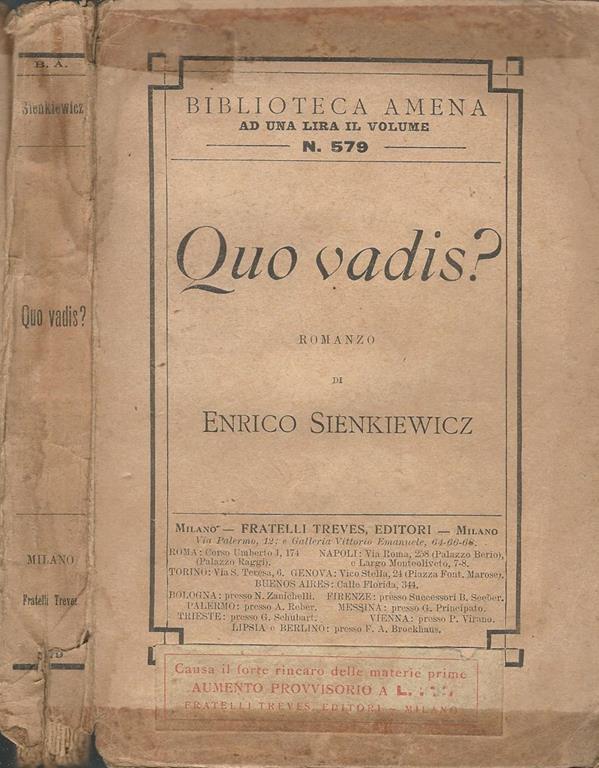 B. A.
Sienkiewicz
Quo vadis?
MILANO
Fratelli Treves
BIBLIOTECA AMENA
AD UNA LIRA IL VOLUME
N. 579
Quo vadis?
ROMANZO
DI
ENRICO SIENKIEWICZ
MILANO — FRATELLI TREVES, EDITORI — MILANO
Via Palermo, 12; e Galleria Vittorio Emanuele, 64-66-68.
ROMA: Corso Umberto I, 174 NAPOLI: Via Roma, 258 (Palazzo Berio),
(Palazzo Raggi). e Largo Monteoliveto, 7-8.
TORINO: Via S. Teresa, 6. GENOVA: Vico Stella, 24 (Piazza Font. Marose).
BUENOS AIRES: Calle Florida, 344.
BOLOGNA: presso N. Zanichelli. FIRENZE: presso Successori B. Seeber.
PALERMO: presso A. Reber. MESSINA: presso G. Principato.
TRIESTE: presso G. Schubart. VIENNA: presso P. Virano.
LIPSIA e BERLINO: presso F. A. Brockhaus.
Causa il forte rincaro delle materie prime
AUMENTO PROVVISORIO A L.
FRATELLI TREVES, EDITORI — MILANO